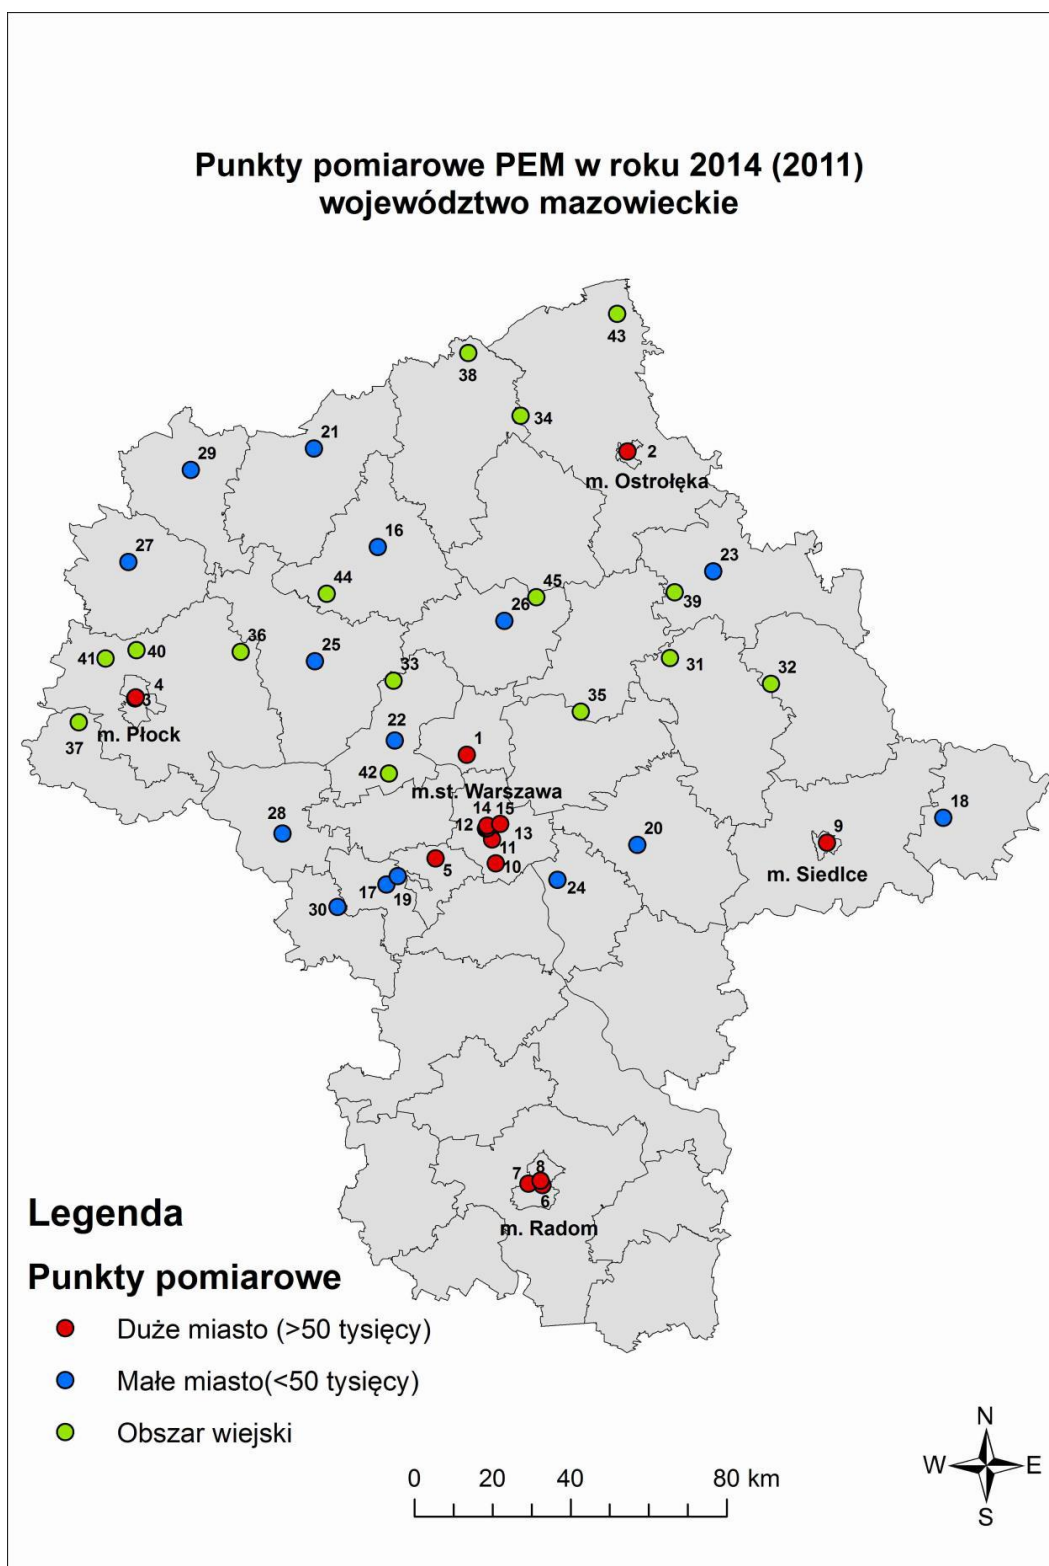 Punkty pomiarowe PEM w roku 2014 (2011)
województwo mazowieckie
43
38
34
21
2
29
m. Ostrołęka
16
27
23
44
45
39
26
36
40
25
41
33
31
32
4
3
35
22
37
m. Płock
1
42
m.st. Warszawa
14 15
18
28
12
13
20
9
11
5
10
m. Siedlce
24
17
19
30
8
7
6
m. Radom
Legenda
Punkty pomiarowe
Duże miasto (>50 tysięcy)
Małe miasto(<50 tysięcy)
Obszar wiejski
N
W E
S
0 20 40 80 km